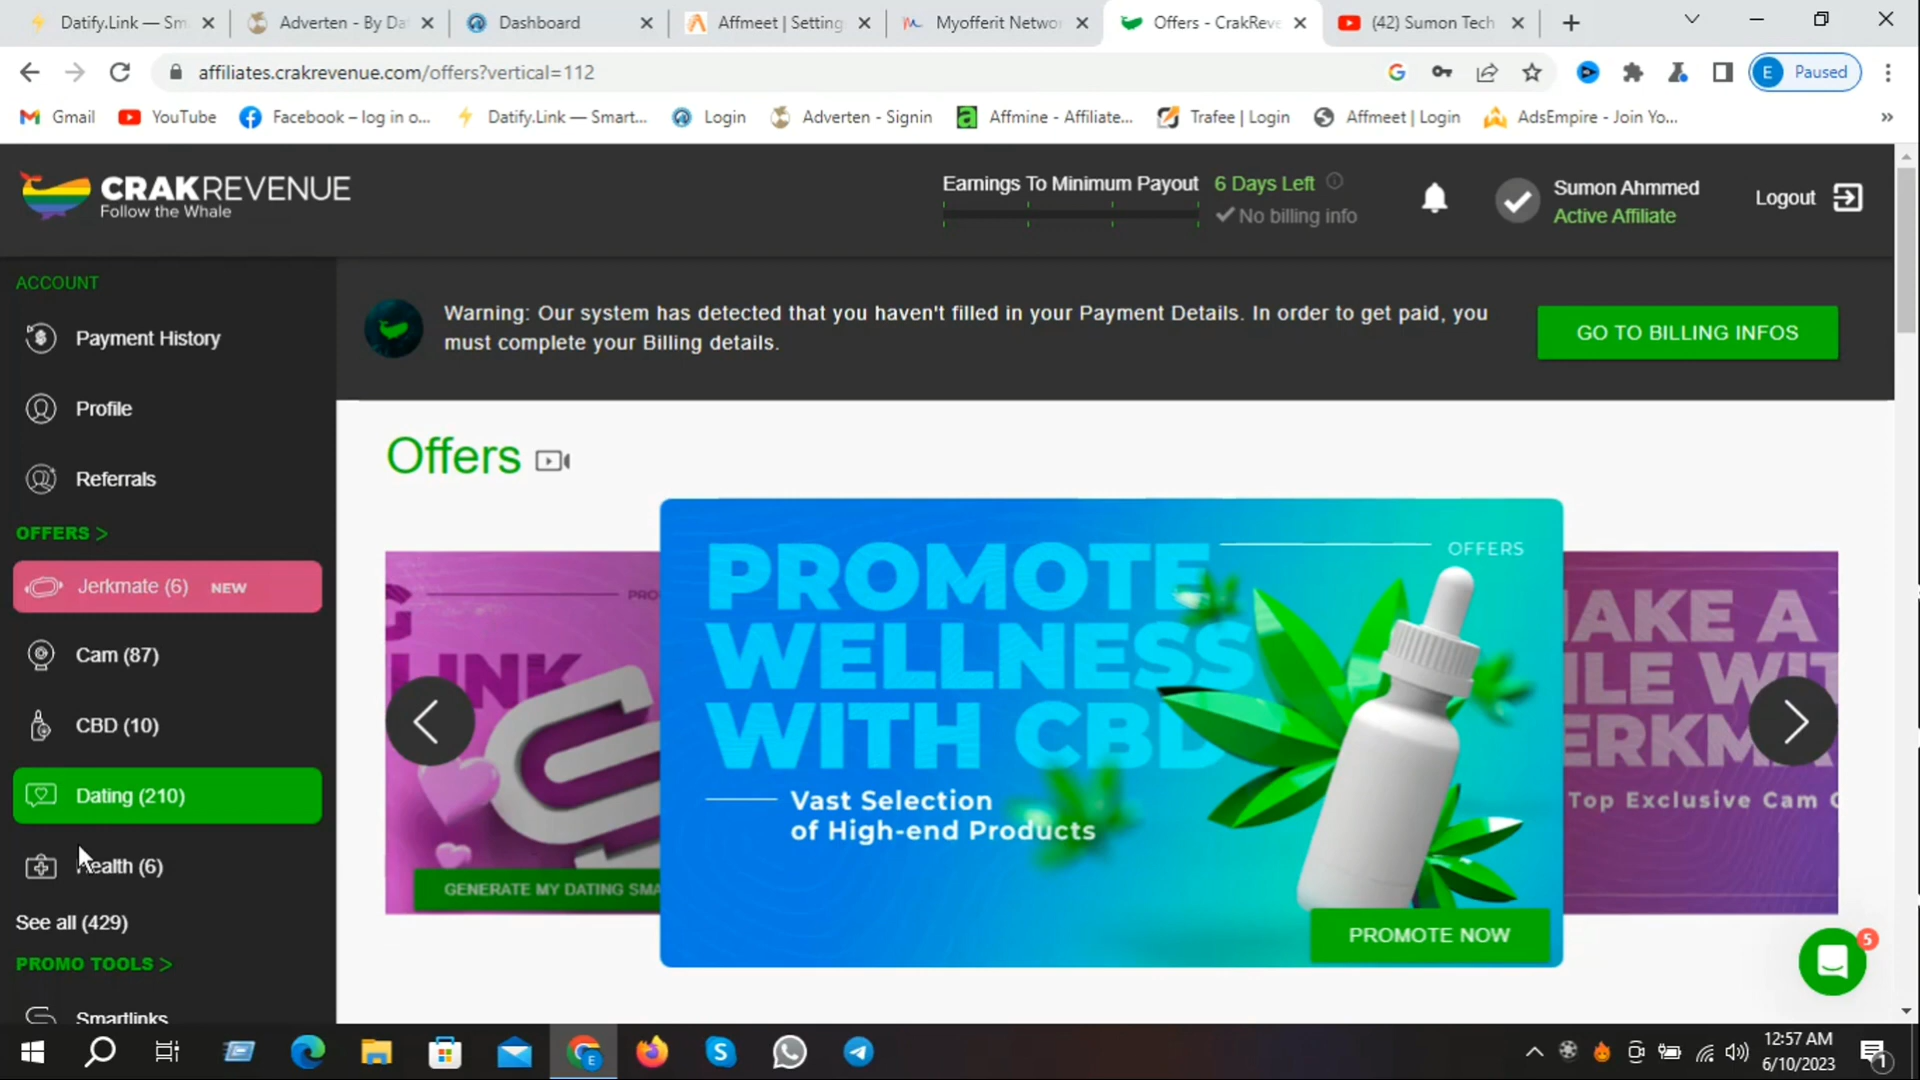 Datify.Link — Sm
Adverten - By Da
Dashboard
Affmeet | Setting
Myofferit Networ
Offers - CrakReve
(42) Sumon Tech
affiliates.crakrevenue.com/offers?vertical=112
E Paused
Gmail
YouTube
Facebook – log in o...
Datify.Link — Smart...
Login
Adverten - Signin
Affmine - Affiliate...
Trafee | Login
Affmeet | Login
AdsEmpire - Join Yo...
»
CRAKREVENUE
Follow the Whale
Earnings To Minimum Payout
6 Days Left
No billing info
Sumon Ahmmed
Active Affiliate
Logout
ACCOUNT
Payment History
Profile
Referrals
OFFERS >
Jerkmate (6) NEW
Cam (87)
CBD (10)
Dating (210)
ealth (6)
See all (429)
PROMO TOOLS >
Smartlinks
Warning: Our system has detected that you haven't filled in your Payment Details. In order to get paid, you
must complete your Billing details.
GO TO BILLING INFOS
Offers
PRO
LINK
GENERATE MY DATING SMA
OFFERS
PROMOTE
WELLNESS
WITH CBD
Vast Selection
of High-end Products
PROMOTE NOW
MAKE A
ILE WIT
ERKM
Top Exclusive Cam
5
12:57 AM
6/10/2023
1